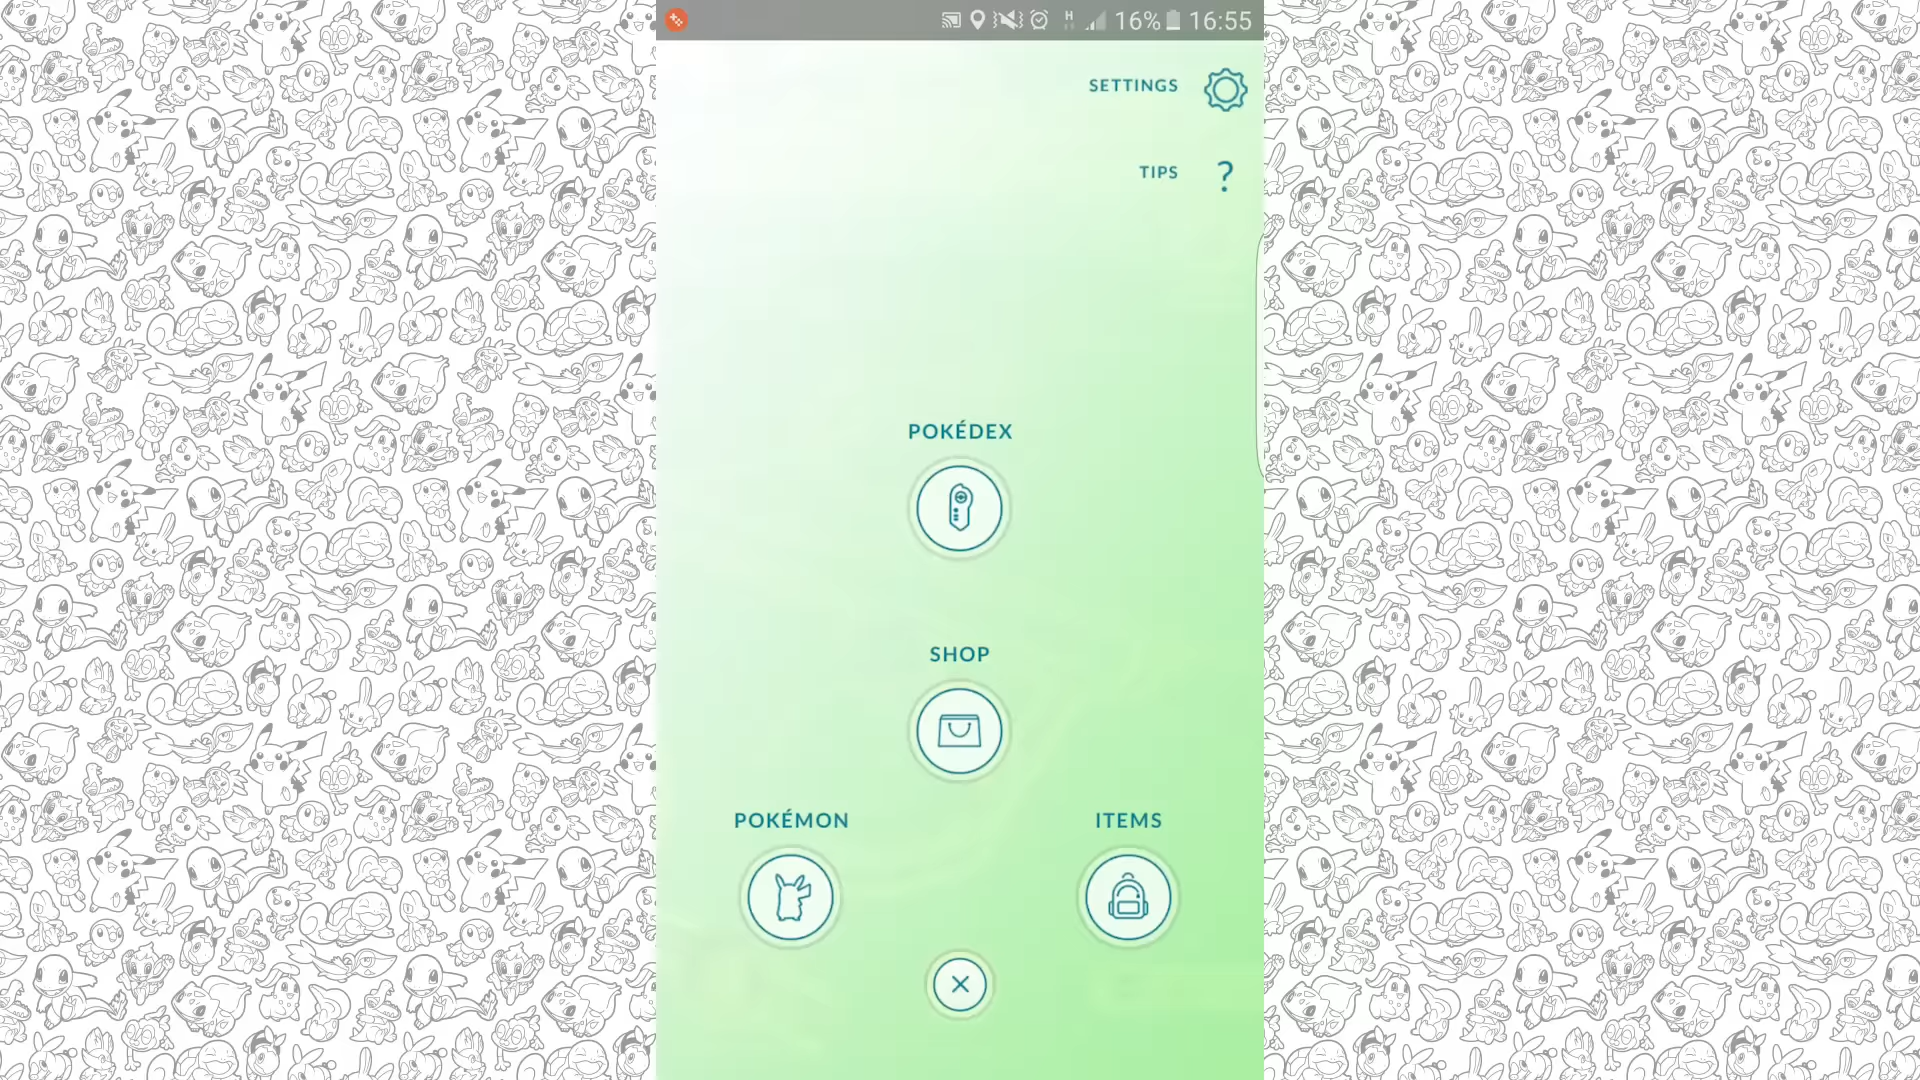 16% 16:55
SETTINGS
TIPS ?
POKÉDEX
SHOP
POKÉMON
ITEMS